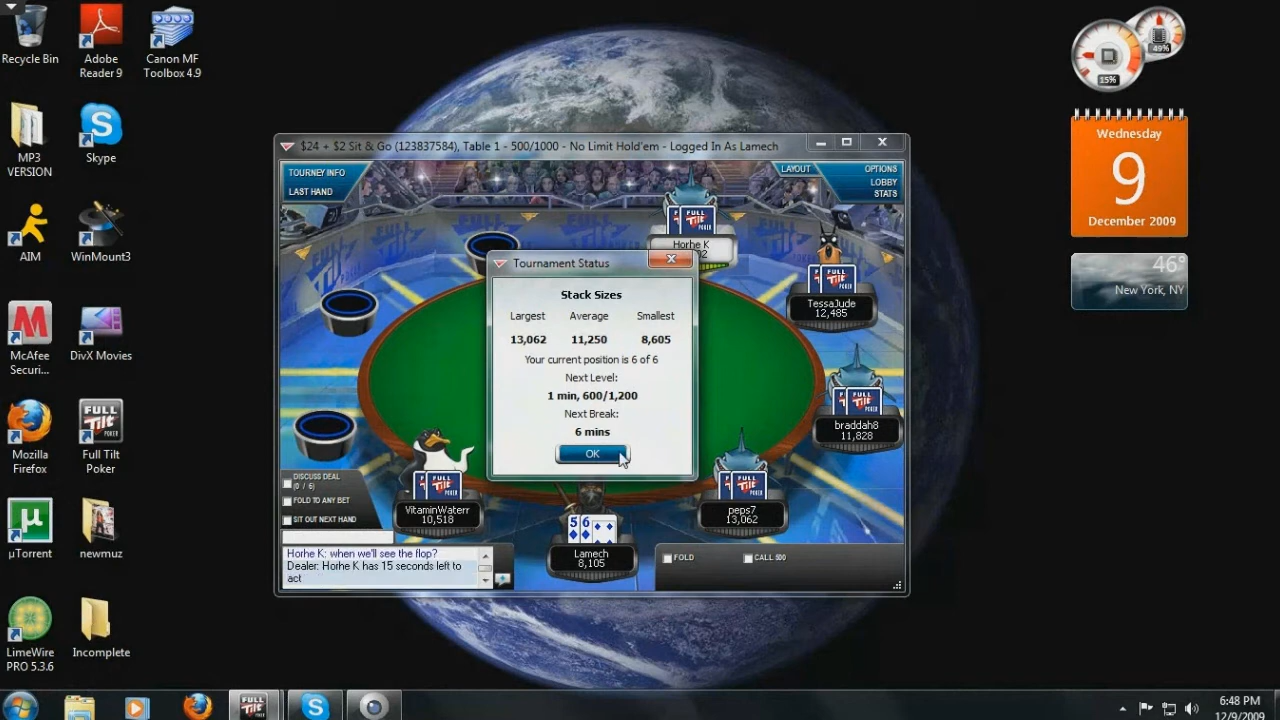 Recycle Bin
Adobe
Reader 9
Canon MF
Toolbox 4.9
MP3
VERSION
Skype
AIM
WinMount3
McAfee
Securi...
DivX Movies
Mozilla
Firefox
Full Tilt
Poker
µTorrent
newmuz
LimeWire
PRO 5.3.6
Incomplete
$24 + $2 Sit & Go (123837584), Table 1 - 500/1000 - No Limit Hold'em - Logged In As Lamech
TOURNEY INFO
LAST HAND
LAYOUT
OPTIONS
LOBBY
STATS
Horhe K
TessaJude
12,485
braddah8
11,828
peps7
13,062
5 6
Lamech
8,105
VitaminWaterr
10,518
Tournament Status
Stack Sizes
Largest Average Smallest
13,062 11,250 8,605
Your current position is 6 of 6
Next Level:
1 min, 600/1,200
Next Break:
6 mins
OK
DISCUSS DEAL
(0 / 6)
FOLD TO ANY BET
SIT OUT NEXT HAND
Horhe K: when we'll see the flop?
Dealer: Horhe K has 15 seconds left to
act
FOLD
CALL 500
15%
49%
Wednesday
9
December 2009
46°
New York, NY
FULL
TiLT
POKER
6:48 PM
12/9/2009